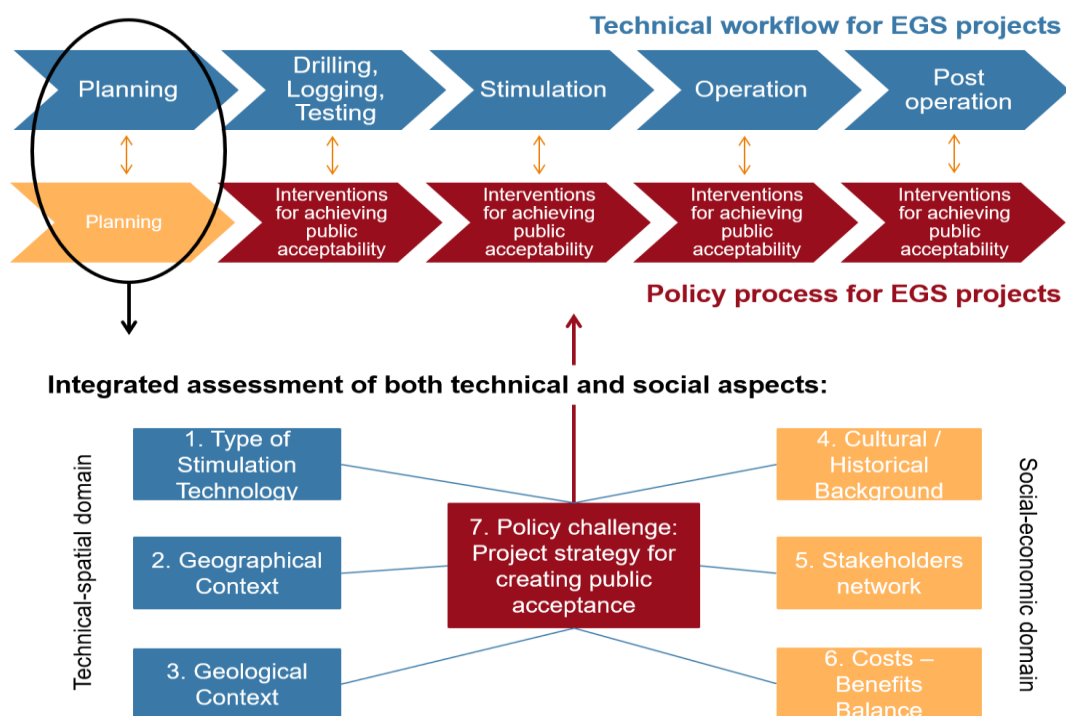 Technical workflow for EGS projects
Planning
Drilling,
Logging,
Testing
Stimulation
Operation
Post
operation
Planning
Interventions
for achieving
public
acceptability
Interventions
for achieving
public
acceptability
Interventions
for achieving
public
acceptability
Interventions
for achieving
public
acceptability
Policy process for EGS projects
Integrated assessment of both technical and social aspects:
Technical-spatial domain
1. Type of
Stimulation
Technology
2. Geographical
Context
3. Geological
Context
7. Policy challenge:
Project strategy for
creating public
acceptance
4. Cultural /
Historical
Background
5. Stakeholders
network
6. Costs –
Benefits
Balance
Social-economic domain